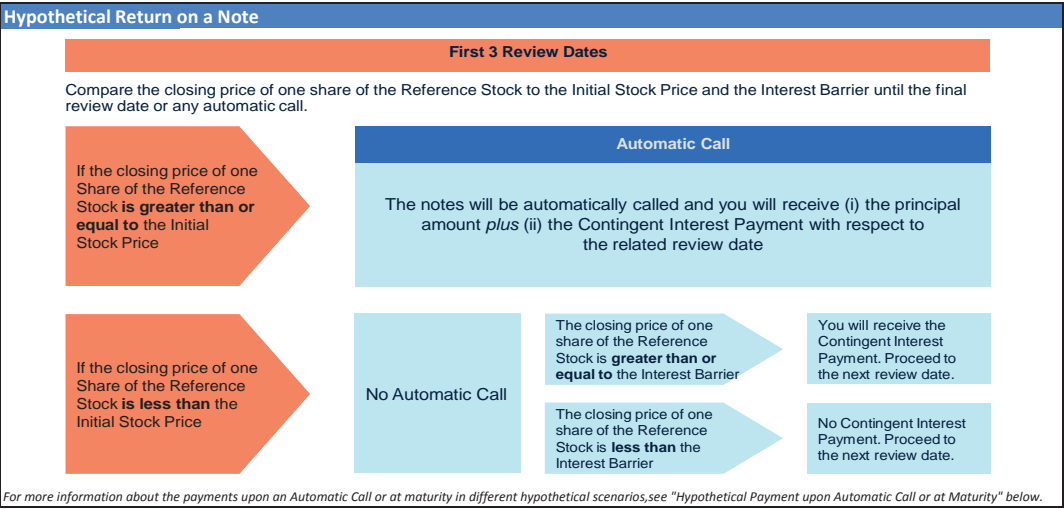 Hypothetical Return on a Note
First 3 Review Dates
Compare the closing price of one share of the Reference Stock to the Initial Stock Price and the Interest Barrier until the final
review date or any automatic call.
If the closing price of one
Share of the Reference
Stock is greater than or
equal to the Initial
Stock Price
Automatic Call
The notes will be automatically called and you will receive (i) the principal
amount plus (ii) the Contingent Interest Payment with respect to
the related review date
If the closing price of one
Share of the Reference
Stock is less than the
Initial Stock Price
No Automatic Call
The closing price of one
share of the Reference
Stock is greater than or
equal to the Interest Barrier
You will receive the
Contingent Interest
Payment. Proceed to
the next review date.
The closing price of one
share of the Reference
Stock is less than the
Interest Barrier
No Contingent Interest
Payment. Proceed to
the next review date.
For more information about the payments upon an Automatic Call or at maturity in different hypothetical scenarios,see "Hypothetical Payment upon Automatic Call or at Maturity" below.